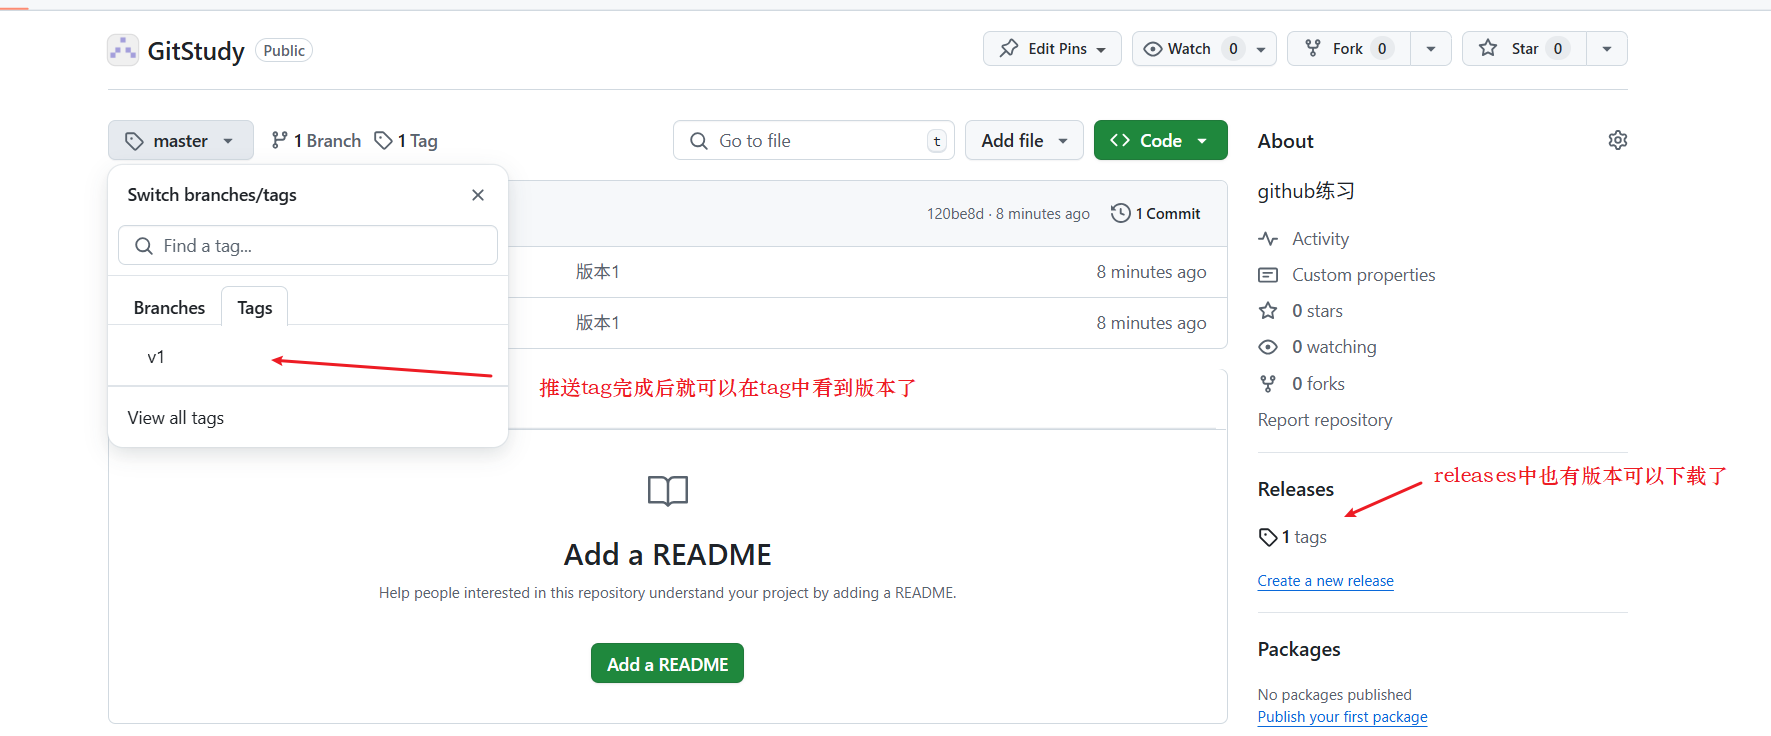 GitStudy Public
Edit Pins
Watch 0
Fork 0
Star 0
master
1 Branch
1 Tag
Go to file
t
Add file
Code
Switch branches/tags
Find a tag...
Branches
Tags
v1
View all tags
120be8d · 8 minutes ago
1 Commit
版本1
8 minutes ago
版本1
8 minutes ago
推送tag完成后就可以在tag中看到版本了
Add a README
Help people interested in this repository understand your project by adding a README.
Add a README
About
github练习
Activity
Custom properties
0 stars
0 watching
0 forks
Report repository
releases中也有版本可以下载了
Releases
1 tags
Create a new release
Packages
No packages published
Publish your first package